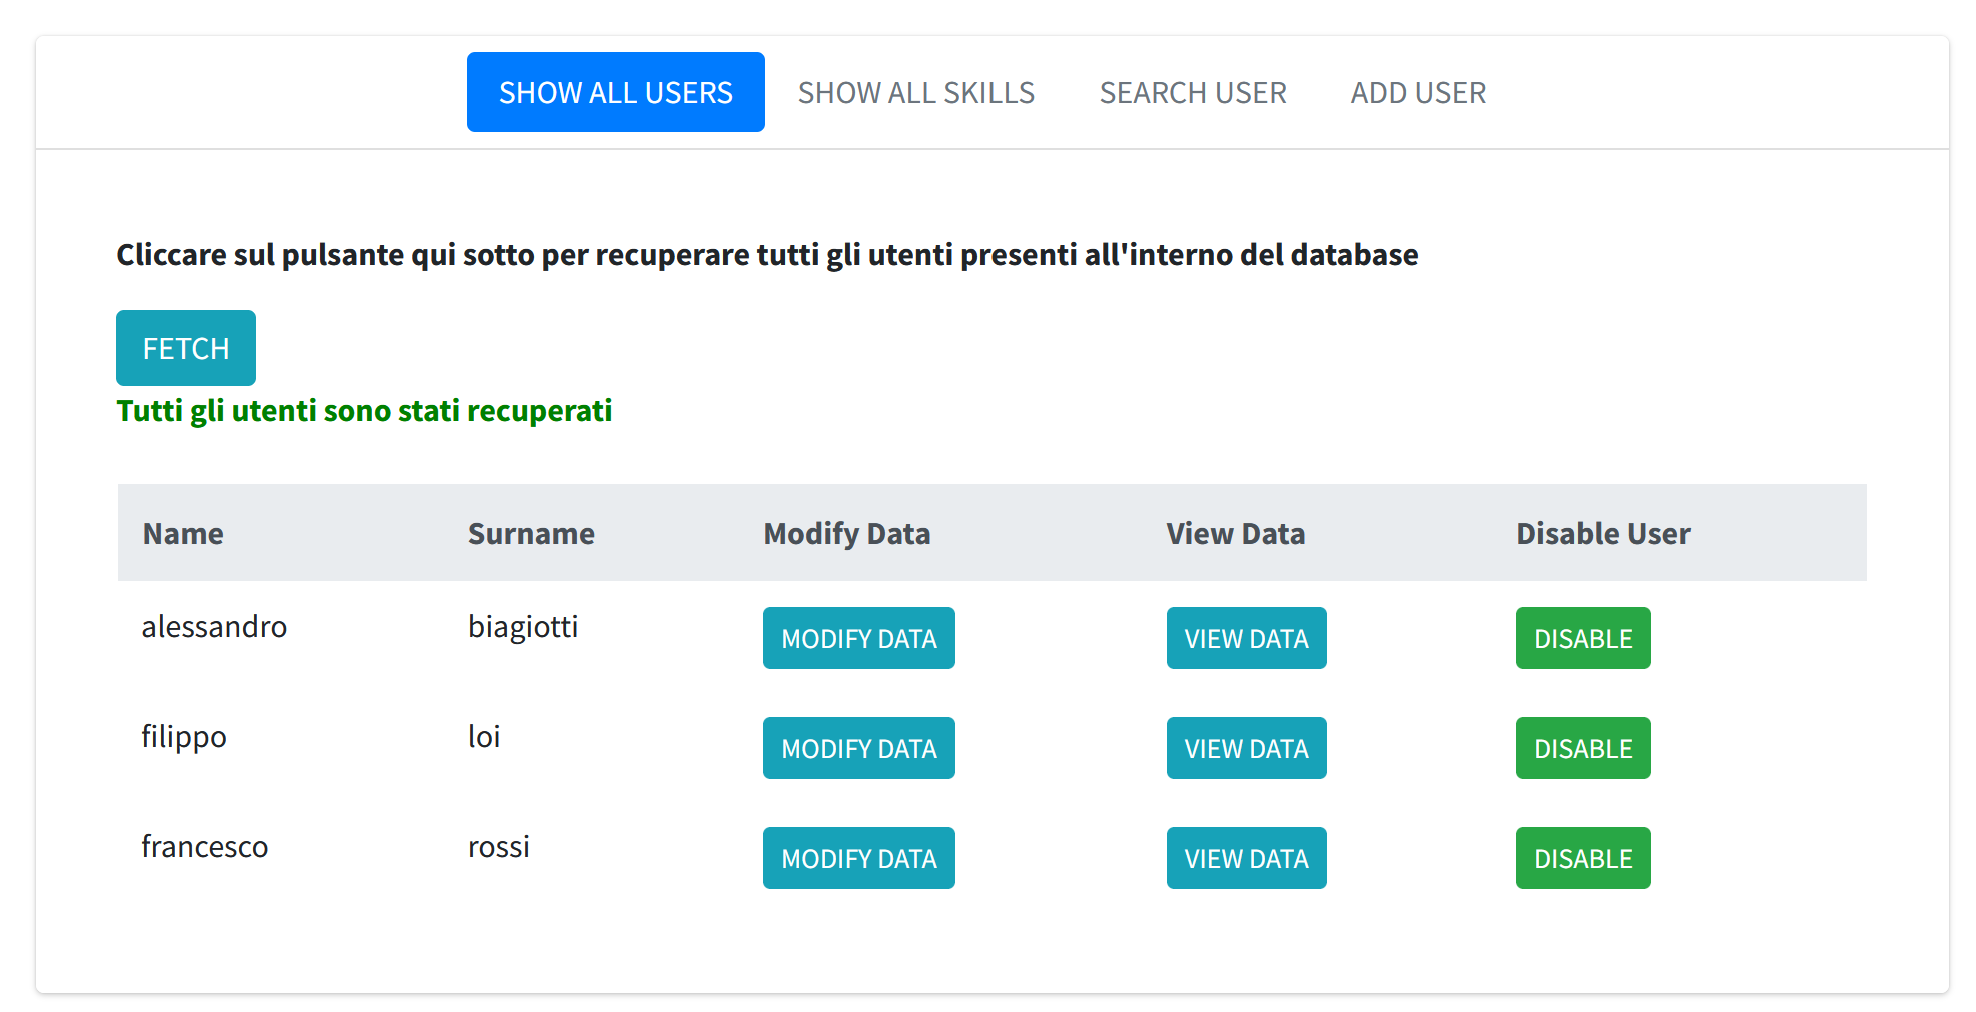 SHOW ALL USERS SHOW ALL SKILLS SEARCH USER ADD USER
Cliccare sul pulsante qui sotto per recuperare tutti gli utenti presenti all'interno del database
FETCH
Tutti gli utenti sono stati recuperati
Name Surname Modify Data View Data Disable User
alessandro biagiotti MODIFY DATA VIEW DATA DISABLE
filippo loi MODIFY DATA VIEW DATA DISABLE
francesco rossi MODIFY DATA VIEW DATA DISABLE